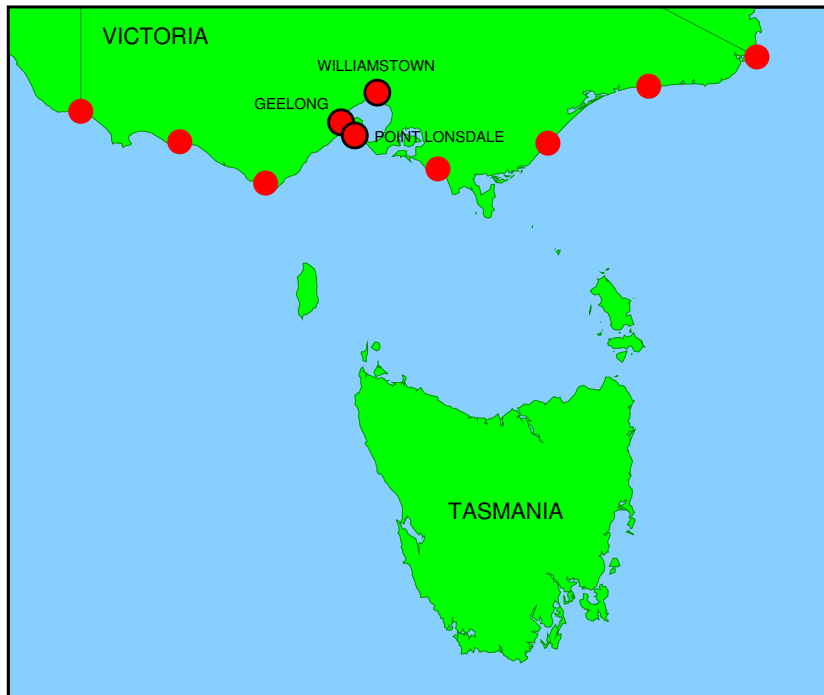 VICTORIA
WILLIAMSTOWN
GEELONG
POINT LONSDALE
TASMANIA